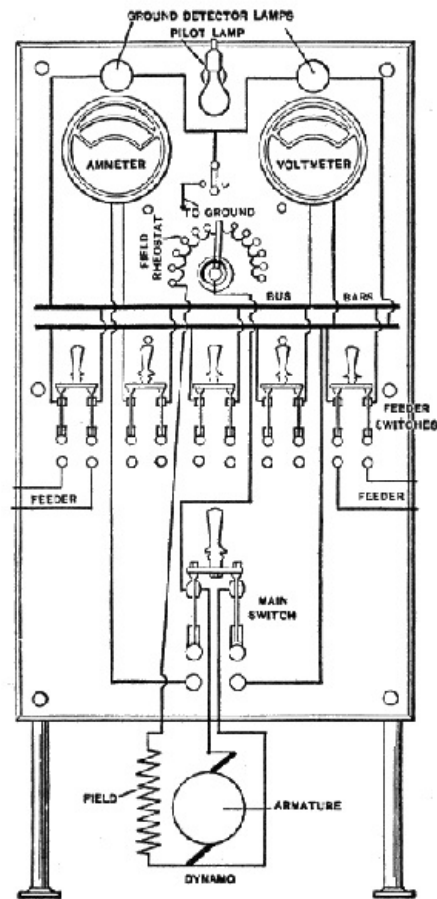 GROUND DETECTOR LAMPS
PILOT LAMP
AMMETER
VOLTMETER
TO GROUND
FIELD
RHEOSTAT
BUS BARS
FEEDER
SWITCHES
FEEDER
FEEDER
MAIN
SWITCH
FIELD
ARMATURE
DYNAMO